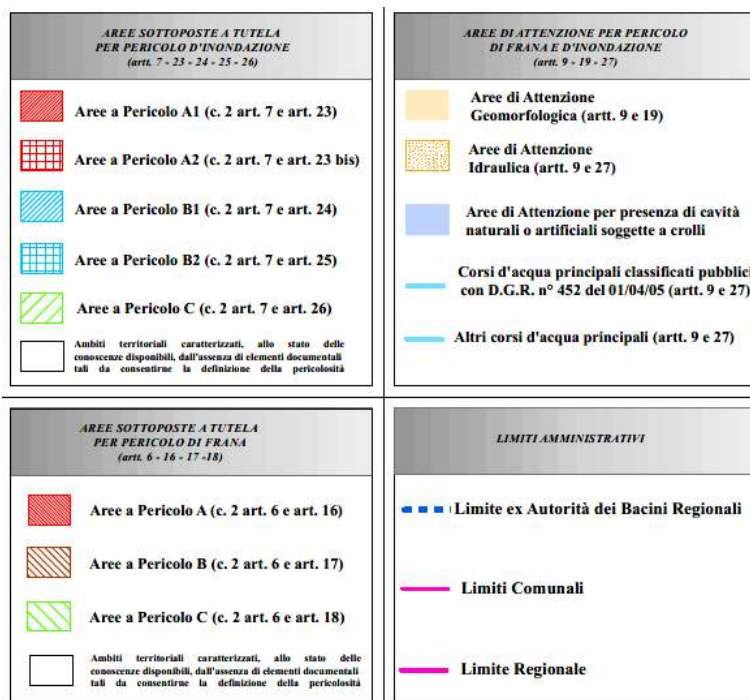 AREE SOTTOPOSTE A TUTELA
PER PERICOLO D'INONDAZIONE
(artt. 7 - 23 - 24 - 25 - 26)
Aree a Pericolo A1 (c. 2 art. 7 e art. 23)
Aree a Pericolo A2 (c. 2 art. 7 e art. 23 bis)
Aree a Pericolo B1 (c. 2 art. 7 e art. 24)
Aree a Pericolo B2 (c. 2 art. 7 e art. 25)
Aree a Pericolo C (c. 2 art. 7 e art. 26)
Ambiti territoriali caratterizzati, allo stato delle
conoscenze disponibili, dall'assenza di elementi documentali
tali da consentirne la definizione della pericolosità
AREE DI ATTENZIONE PER PERICOLO
DI FRANA E D'INONDAZIONE
(artt. 9 - 19 - 27)
Aree di Attenzione
Geomorfologica (artt. 9 e 19)
Aree di Attenzione
Idraulica (artt. 9 e 27)
Aree di Attenzione per presenza di cavità
naturali o artificiali soggette a crolli
Corsi d'acqua principali classificati pubblici
con D.G.R. n° 452 del 01/04/05 (artt. 9 e 27)
Altri corsi d'acqua principali (artt. 9 e 27)
AREE SOTTOPOSTE A TUTELA
PER PERICOLO DI FRANA
(artt. 6 - 16 - 17 -18)
Aree a Pericolo A (c. 2 art. 6 e art. 16)
Aree a Pericolo B (c. 2 art. 6 e art. 17)
Aree a Pericolo C (c. 2 art. 6 e art. 18)
Ambiti territoriali caratterizzati, allo stato delle
conoscenze disponibili, dall'assenza di elementi documentali
tali da consentirne la definizione della pericolosità
LIMITI AMMINISTRATIVI
Limite ex Autorità dei Bacini Regionali
Limiti Comunali
Limite Regionale